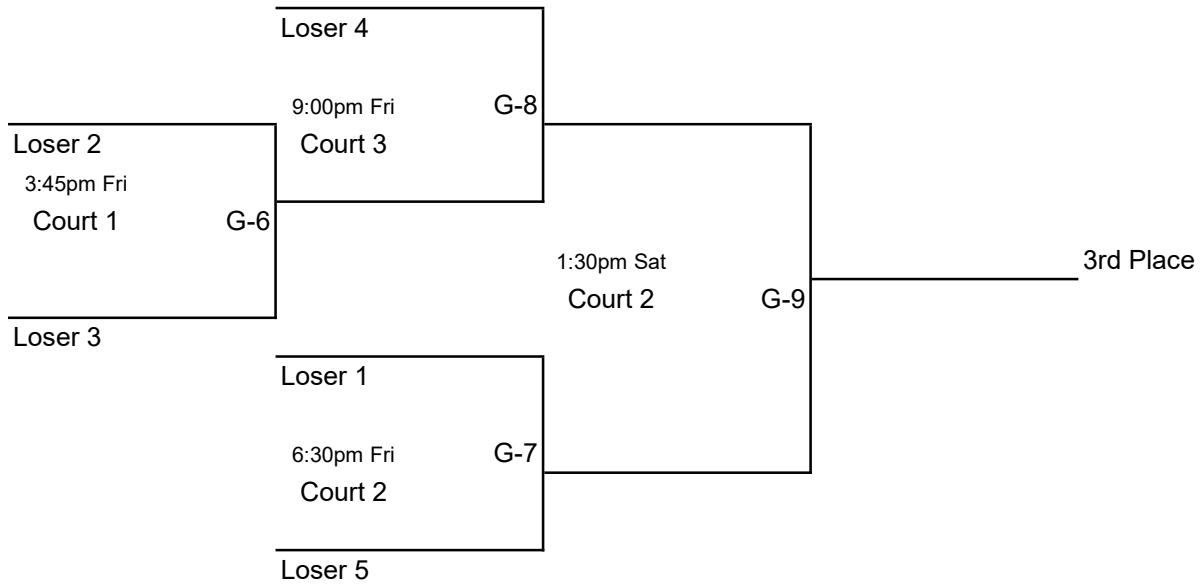 Loser 4
9:00pm Fri
G-8
Court 3
Loser 2
3:45pm Fri
Court 1
G-6
Loser 3
1:30pm Sat
Court 2
G-9
3rd Place
Loser 1
6:30pm Fri
G-7
Court 2
Loser 5